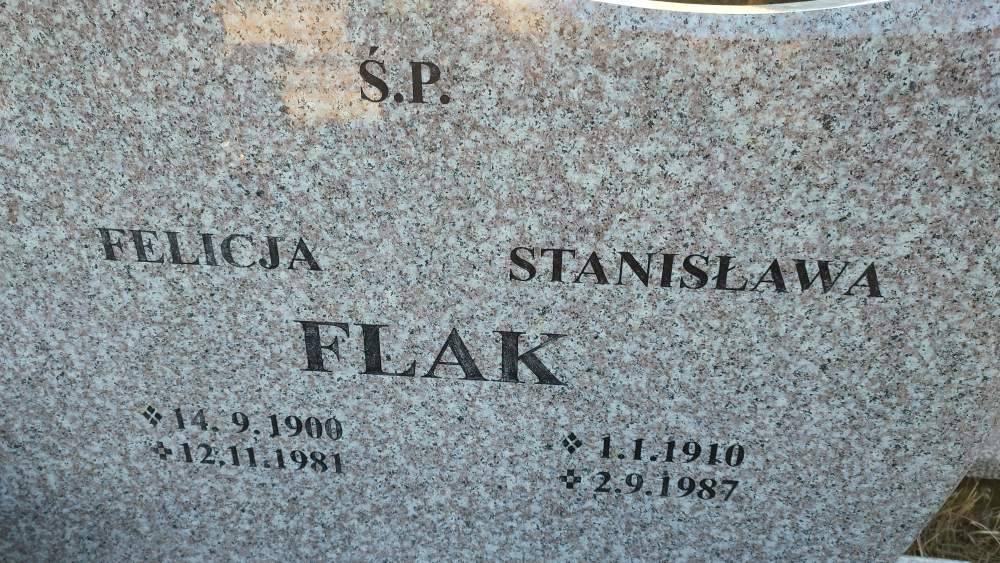 Ś.P.
FELICJA STANISŁAWA
FLAK
14.9.1900
12.11.1981
1.1.1910
2.9.1987